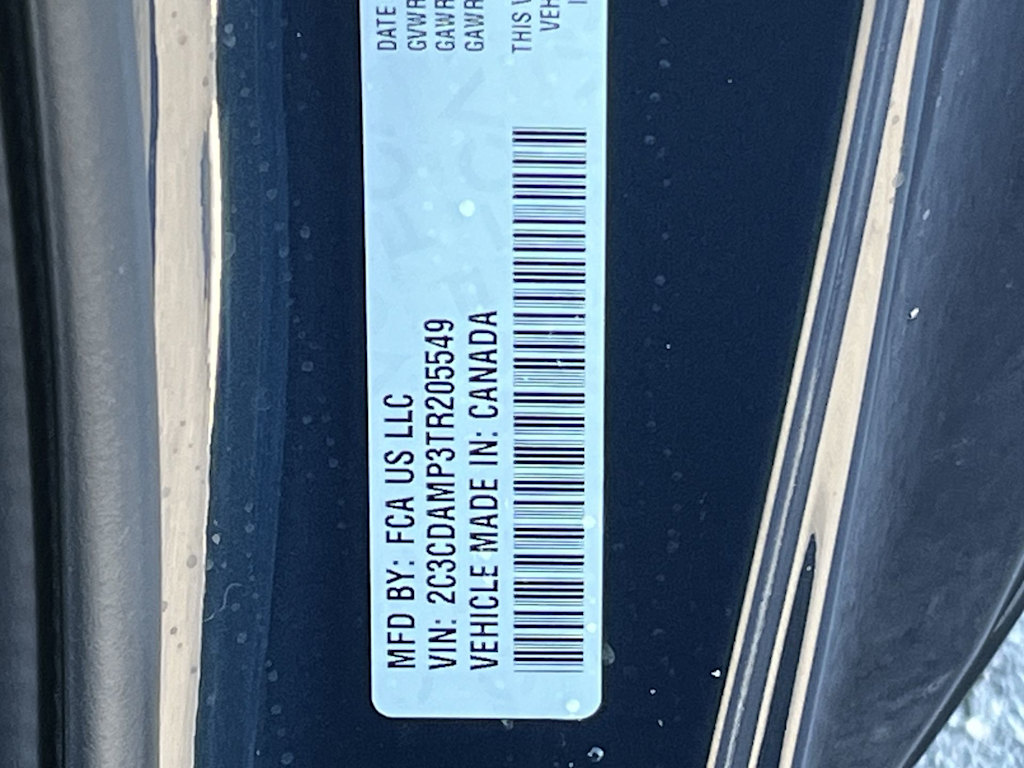 MFD BY: FCA US LLC
VIN: 2C3CDAMP3TR205549
VEHICLE MADE IN: CANADA
DATE
GVWR
GAWR
GAWR
THIS V
VEH